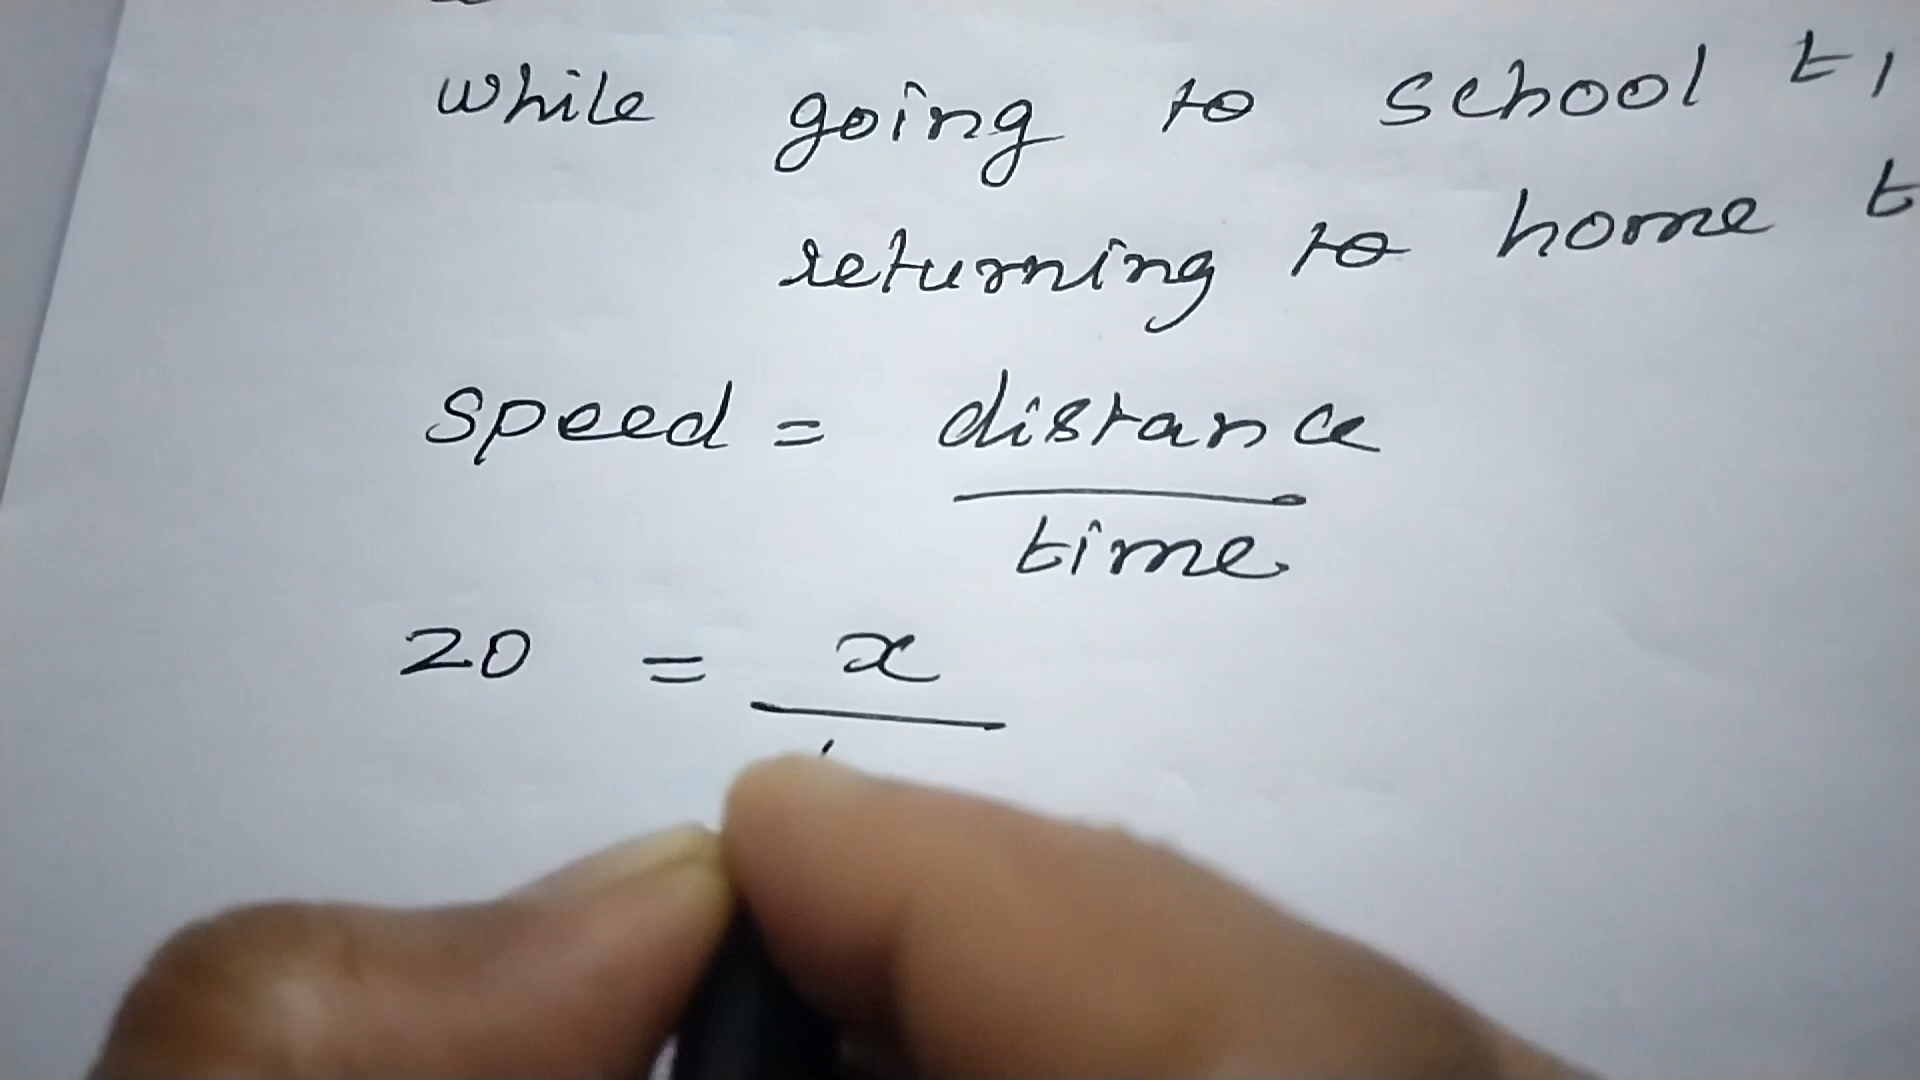 while going to school t1
returning to home t
speed = distance
time
20 = x